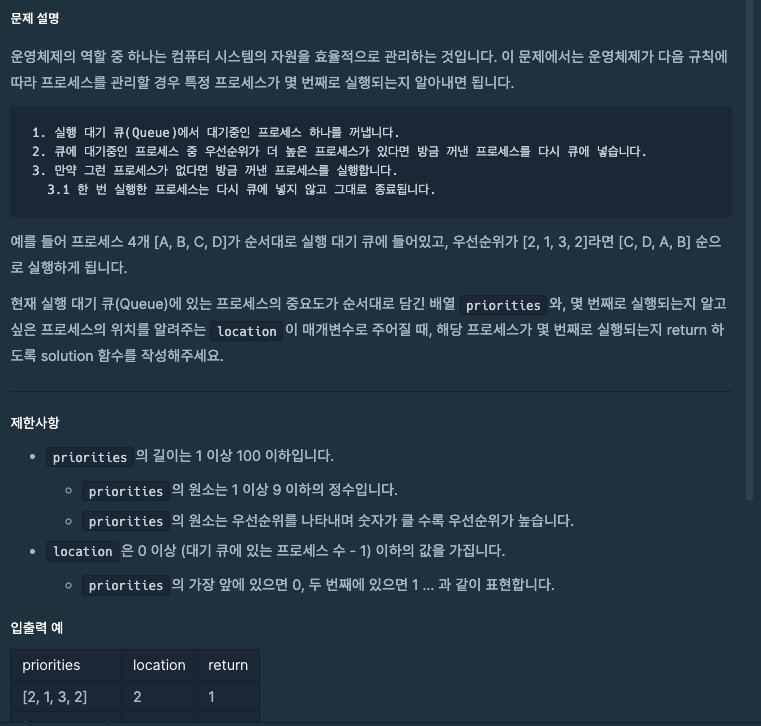 문제 설명
운영체제의 역할 중 하나는 컴퓨터 시스템의 자원을 효율적으로 관리하는 것입니다. 이 문제에서는 운영체제가 다음 규칙에
따라 프로세스를 관리할 경우 특정 프로세스가 몇 번째로 실행되는지 알아내면 됩니다.
1. 실행 대기 큐(Queue)에서 대기중인 프로세스 하나를 꺼냅니다.
2. 큐에 대기중인 프로세스 중 우선순위가 더 높은 프로세스가 있다면 방금 꺼낸 프로세스를 다시 큐에 넣습니다.
3. 만약 그런 프로세스가 없다면 방금 꺼낸 프로세스를 실행합니다.
3.1 한 번 실행한 프로세스는 다시 큐에 넣지 않고 그대로 종료됩니다.
예를 들어 프로세스 4개 [A, B, C, D]가 순서대로 실행 대기 큐에 들어있고, 우선순위가 [2, 1, 3, 2]라면 [C, D, A, B] 순으
로 실행하게 됩니다.
현재 실행 대기 큐(Queue)에 있는 프로세스의 중요도가 순서대로 담긴 배열 priorities 와, 몇 번째로 실행되는지 알고
싶은 프로세스의 위치를 알려주는 location 이 매개변수로 주어질 때, 해당 프로세스가 몇 번째로 실행되는지 return 하
도록 solution 함수를 작성해주세요.
제한사항
• priorities 의 길이는 1 이상 100 이하입니다.
○ priorities 의 원소는 1 이상 9 이하의 정수입니다.
○ priorities 의 원소는 우선순위를 나타내며 숫자가 클 수록 우선순위가 높습니다.
• location 은 0 이상 (대기 큐에 있는 프로세스 수 - 1) 이하의 값을 가집니다.
○ priorities 의 가장 앞에 있으면 0, 두 번째에 있으면 1 … 과 같이 표현합니다.
입출력 예
priorities location return
[2, 1, 3, 2] 2 1